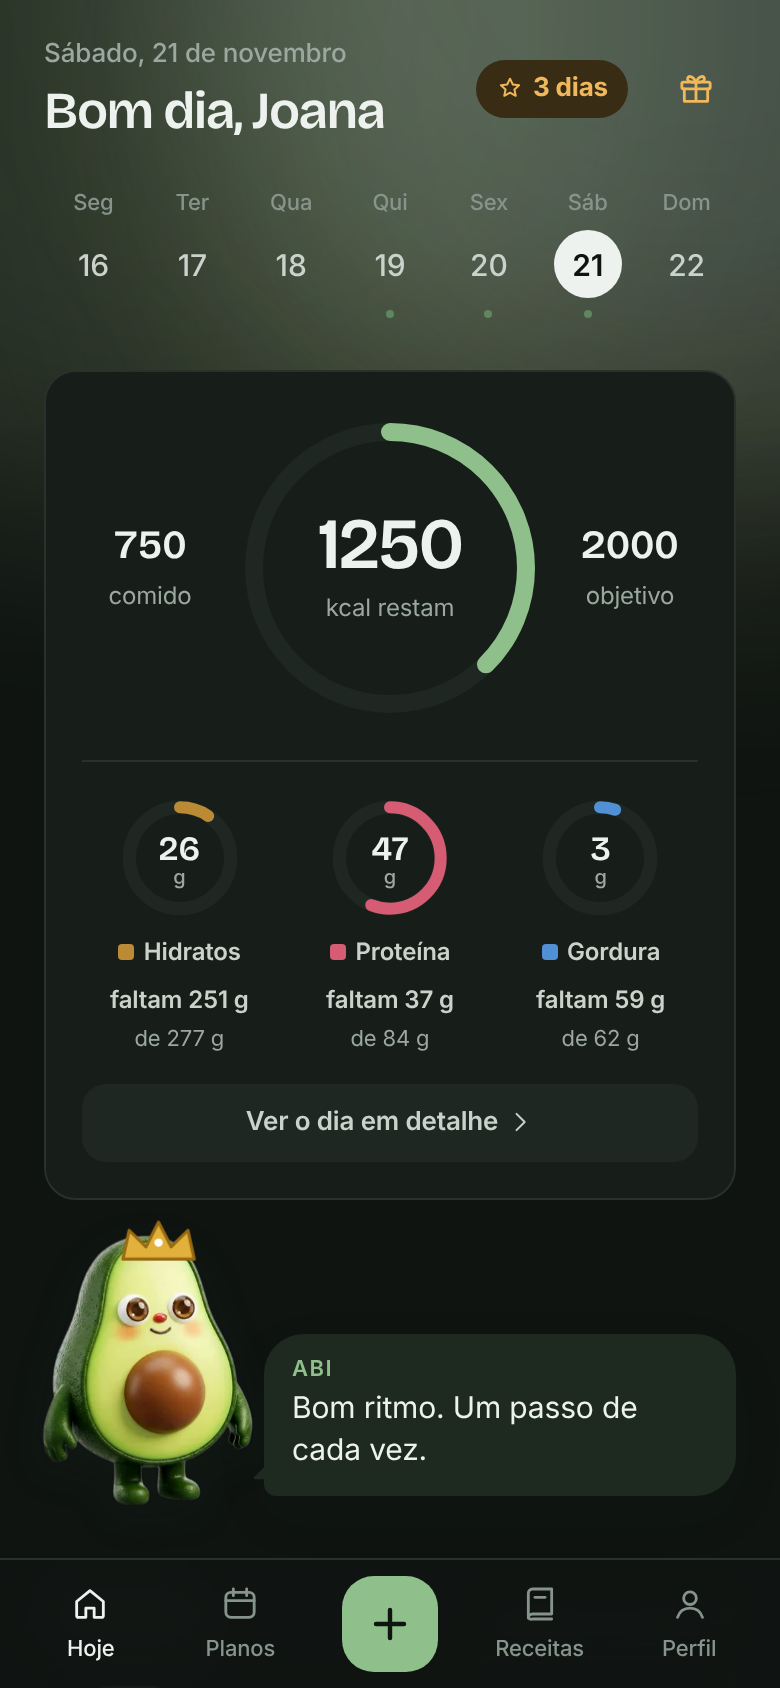 Sábado, 21 de novembro
Bom dia, Joana
3 dias
Seg Ter Qua Qui Sex Sáb Dom
16 17 18 19 20 21 22
750
comido
1250
kcal restam
2000
objetivo
26
g
47
g
3
g
Hidratos
Proteína
Gordura
faltam 251 g
faltam 37 g
faltam 59 g
de 277 g
de 84 g
de 62 g
Ver o dia em detalhe
ABI
Bom ritmo. Um passo de
cada vez.
Hoje
Planos
Receitas
Perfil